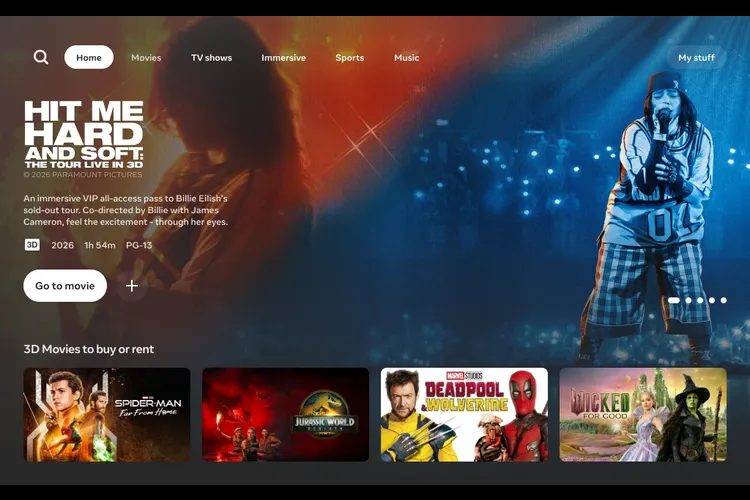 Home
Movies
TV shows
Immersive
Sports
Music
My stuff
HIT ME
HARD
AND SOFT:
THE TOUR LIVE IN 3D
© 2026 PARAMOUNT PICTURES
An immersive VIP all-access pass to Billie Eilish's
sold-out tour. Co-directed by Billie with James
Cameron, feel the excitement - through her eyes.
3D 2026 1h 54m PG-13
Go to movie
3D Movies to buy or rent
SPIDER-MAN
Far From Home
JURASSIC WORLD
REBIRTH
MARVEL STUDIOS
DEADPOOL
& WOLVERINE
WICKED
FOR GOOD